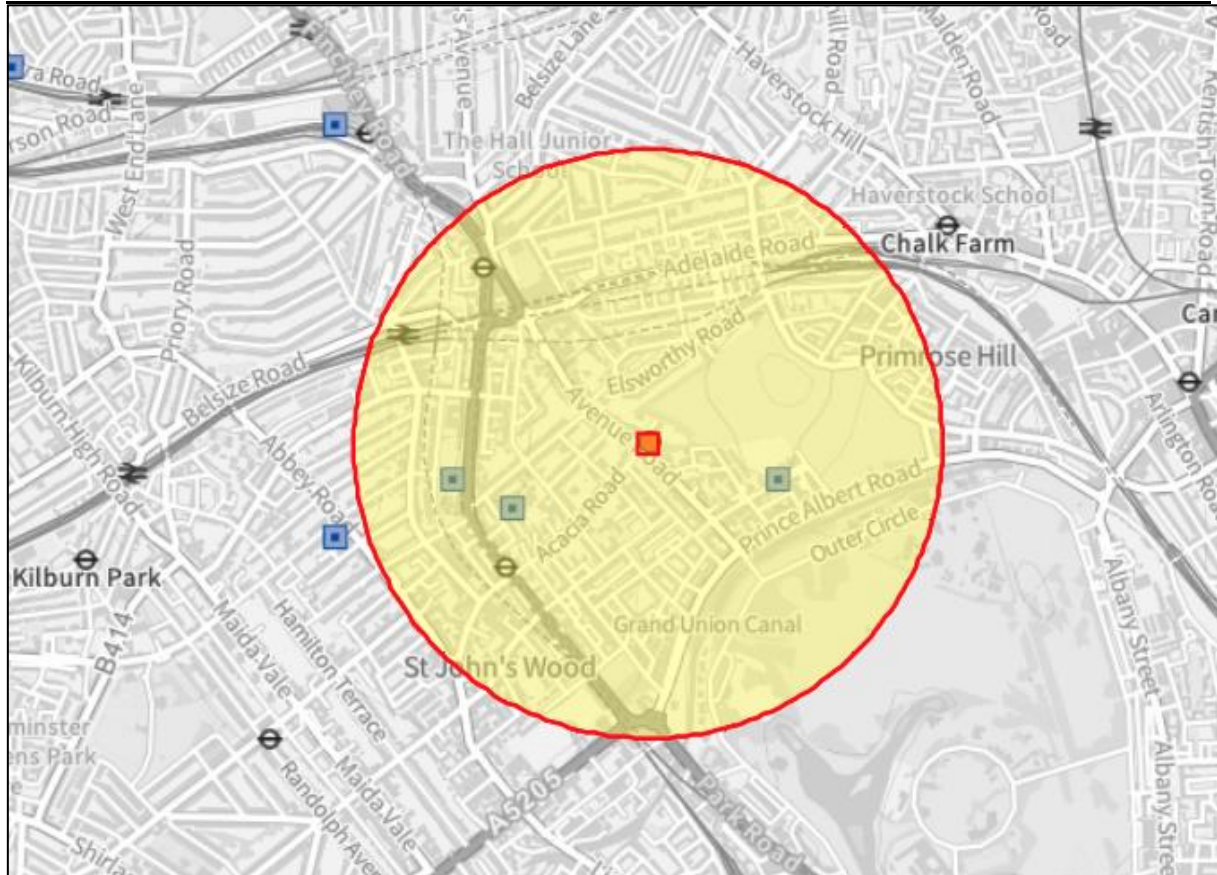 ra Road
rson Road
West End Lane
Finchley Road
s Avenue
Belsize Lane
hill Road
Haverstock Hill
Malden Road
Road
Kentish Town Road
The Hall Junior
School
Haverstock School
Chalk Farm
Adelaide Road
Priory Road
Belsize Road
Kilburn High Road
Abbey Road
Elsworthy Road
Primrose Hill
Avenue Road
Acacia Road
Prince Albert Road
Outer Circle
Arlington Road
Kilburn Park
B414
Maida Vale
Hamilton Terrace
Grand Union Canal
St John's Wood
Albany Street
minster
ens Park
Maida Vale
Randolph Aven
A5205
Park Road
Albany Stree
Shirla